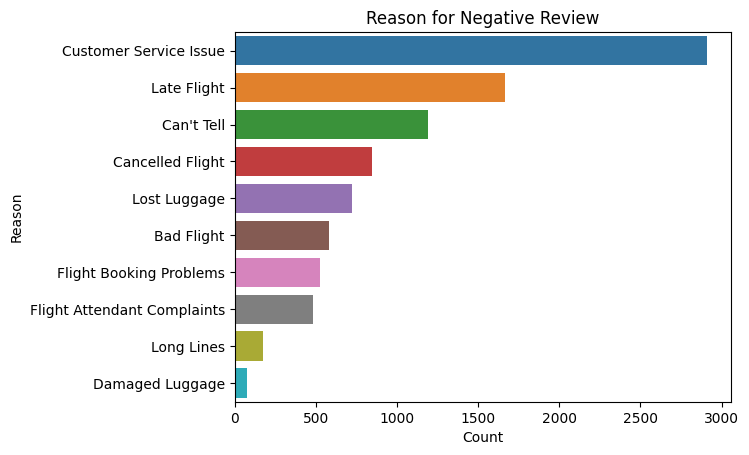 Reason for Negative Review
Customer Service Issue
Late Flight
Can't Tell
Cancelled Flight
Lost Luggage
Bad Flight
Flight Booking Problems
Flight Attendant Complaints
Long Lines
Damaged Luggage
Reason
0 500 1000 1500 2000 2500 3000
Count